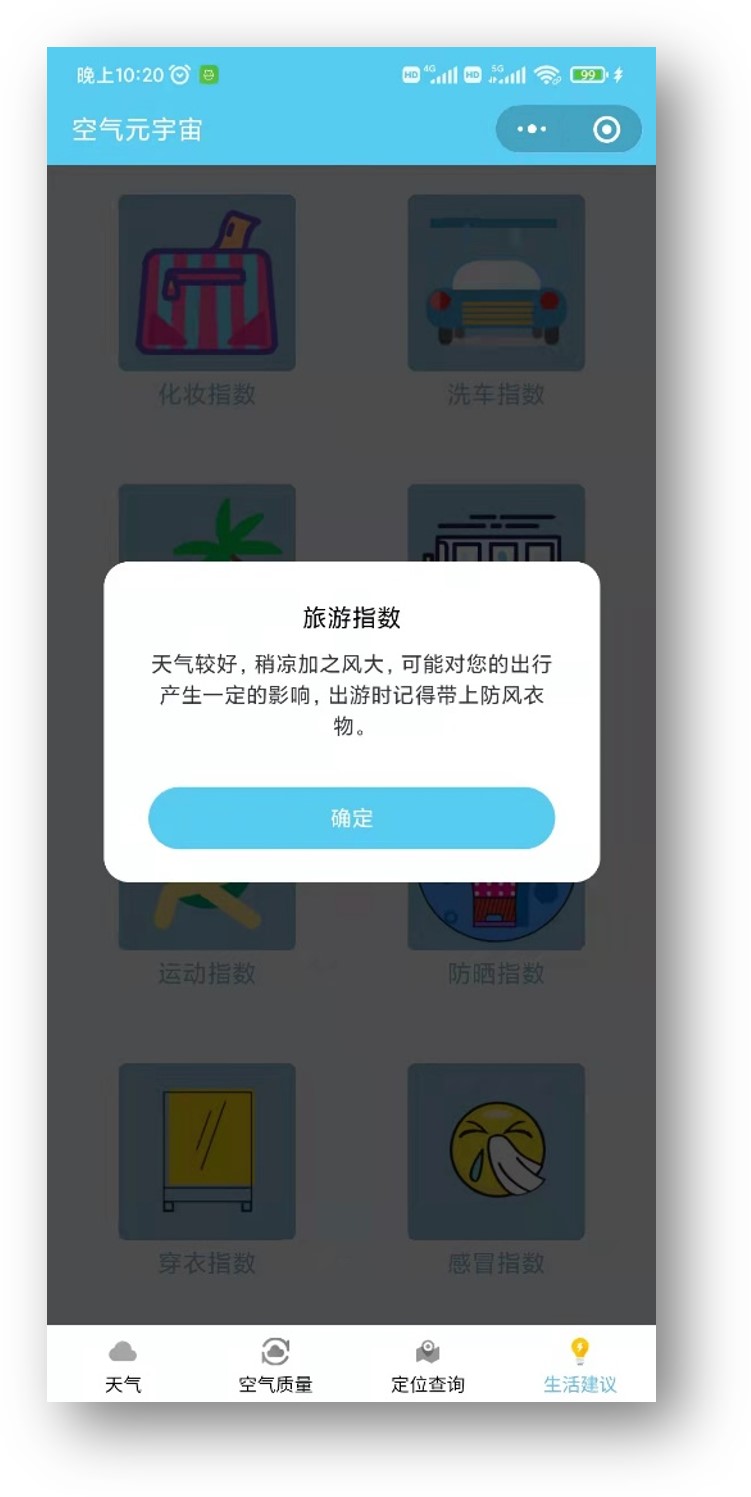 晚上10:20 HD 4G HD 5G 99
空气元宇宙
化妆指数 洗车指数
旅游指数
天气较好，稍凉加之风大，可能对您的出行
产生一定的影响，出游时记得带上防风衣
物。
确定
运动指数 防晒指数
穿衣指数 感冒指数
天气 空气质量 定位查询 生活建议